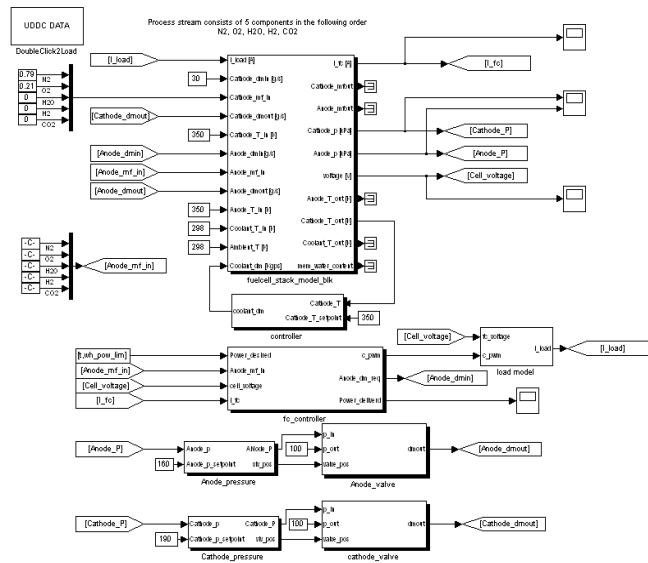 UDDC DATA
DoubleClick2Load
Process stream consists of 5 components in the following order
N2, O2, H2O, H2, CO2
0.79
N2
0.21
O2
0
H2O
0
H2
0
CO2
[I_load]
30
[Cathode_dmout]
350
[Anode_dmin]
[Anode_mf_in]
[Anode_dmout]
350
298
298
I_load [A]
Cathode_dmin [g/s]
Cathode_mf_in
Cathode_dmout [g/s]
Cathode_T_in [k]
Anode_dmin [g/s]
Anode_mf_in
Anode_dmout [g/s]
Anode_T_in [k]
Coolant_T_in [k]
Ambient_T [k]
Coolant_dm [kgps]
I_fc [A]
Cathode_mfout
Anode_mfout
Cathode_p [kPa]
Anode_p [kPa]
voltage [V]
Anode_T_out [k]
Cathode_T_out [k]
Coolant_T_out [k]
mem_water_content
fuelcell_stack_model_blk
[I_fc]
[Cathode_P]
[Anode_P]
[Cell_voltage]
-C-
N2
-C-
O2
-C-
H2O
-C-
H2
-C-
CO2
[Anode_mf_in]
coolant_dm
Cathode_T
Cathode_T_setpoint
350
controller
[Cell_voltage]
fc_voltage
c_pwm
I_load
load model
[I_load]
[t,wh_pow_lim]
[Anode_mf_in]
[Cell_voltage]
[I_fc]
Power_desired
Anode_mf_in
cell_voltage
I_fc
c_pwm
Anode_dm_req
Power_deliverd
fc_controller
[Anode_dmin]
[Anode_P]
160
Anode_p
Anode_p_setpoint
ANode_P
vlv_pos
Anode_pressure
100
p_in
p_out
valve_pos
dmout
Anode_valve
[Anode_dmout]
[Cathode_P]
190
Cathode_p
Cathode_p_setpoint
Cathode_P
vlv_pos
Cathode_pressure
100
p_in
p_out
valve_pos
dmout
cathode_valve
[Cathode_dmout]